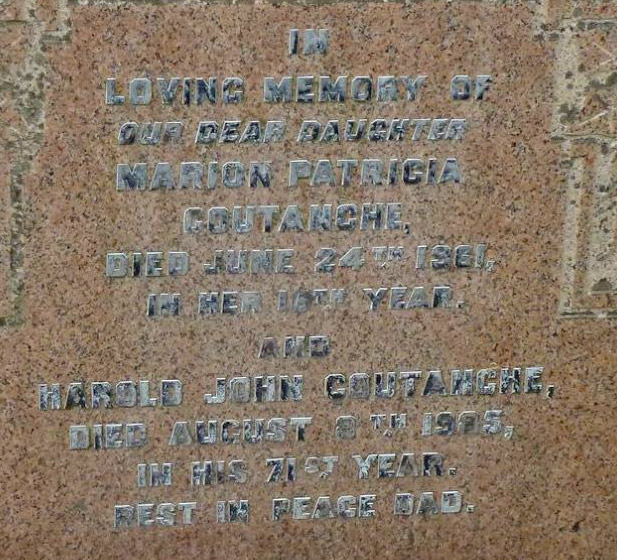 IN
LOVING MEMORY OF
OUR DEAR DAUGHTER
MARION PATRICIA
COUTANCHE,
DIED JUNE 24TH 1961,
IN HER 16TH YEAR.
AND
HAROLD JOHN COUTANCHE,
DIED AUGUST 8TH 1985,
IN HIS 71ST YEAR.
REST IN PEACE DAD.